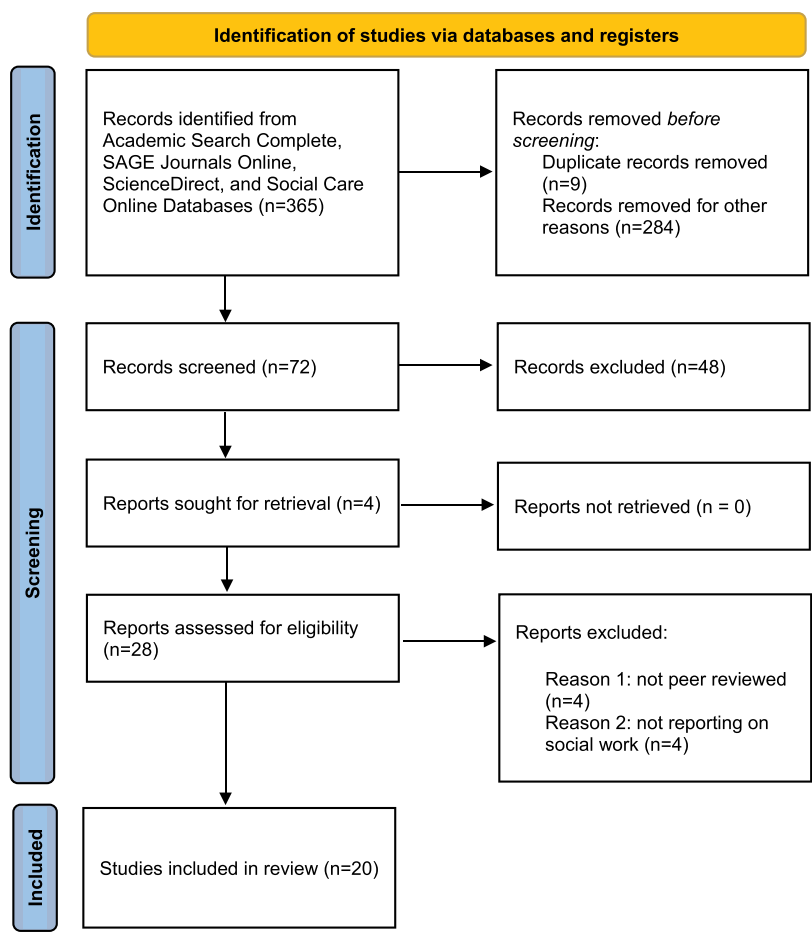 Identification of studies via databases and registers
Identification
Records identified from
Academic Search Complete,
SAGE Journals Online,
ScienceDirect, and Social Care
Online Databases (n=365)
Records removed before
screening:
Duplicate records removed
(n=9)
Records removed for other
reasons (n=284)
Screening
Records screened (n=72)
Records excluded (n=48)
Reports sought for retrieval (n=4)
Reports not retrieved (n = 0)
Reports assessed for eligibility
(n=28)
Reports excluded:
Reason 1: not peer reviewed
(n=4)
Reason 2: not reporting on
social work (n=4)
Included
Studies included in review (n=20)